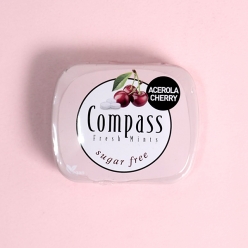 ACEROLA
CHERRY
Compass
Fresh Mints
sugar free